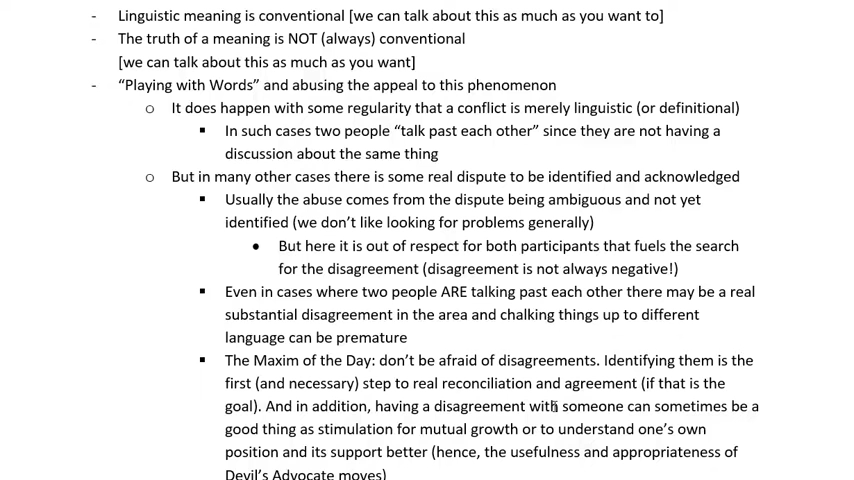 - Linguistic meaning is conventional [we can talk about this as much as you want to]
- The truth of a meaning is NOT (always) conventional
[we can talk about this as much as you want]
- “Playing with Words” and abusing the appeal to this phenomenon
o It does happen with some regularity that a conflict is merely linguistic (or definitional)
▪ In such cases two people “talk past each other” since they are not having a
discussion about the same thing
o But in many other cases there is some real dispute to be identified and acknowledged
▪ Usually the abuse comes from the dispute being ambiguous and not yet
identified (we don’t like looking for problems generally)
• But here it is out of respect for both participants that fuels the search
for the disagreement (disagreement is not always negative!)
▪ Even in cases where two people ARE talking past each other there may be a real
substantial disagreement in the area and chalking things up to different
language can be premature
▪ The Maxim of the Day: don’t be afraid of disagreements. Identifying them is the
first (and necessary) step to real reconciliation and agreement (if that is the
goal). And in addition, having a disagreement with someone can sometimes be a
good thing as stimulation for mutual growth or to understand one’s own
position and its support better (hence, the usefulness and appropriateness of
Devil’s Advocate moves)